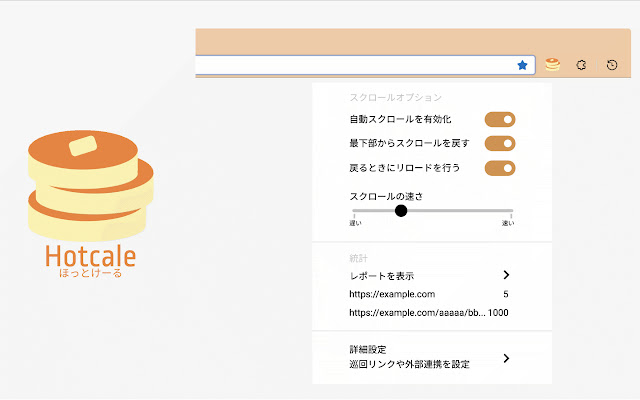 Hotcale
ほっとけーる
スクロールオプション
自動スクロールを有効化
最下部からスクロールを戻す
戻るときにリロードを行う
スクロールの速さ
遅い 速い
統計
レポートを表示
https://example.com 5
https://example.com/aaaaa/bb... 1000
詳細設定
巡回リンクや外部連携を設定